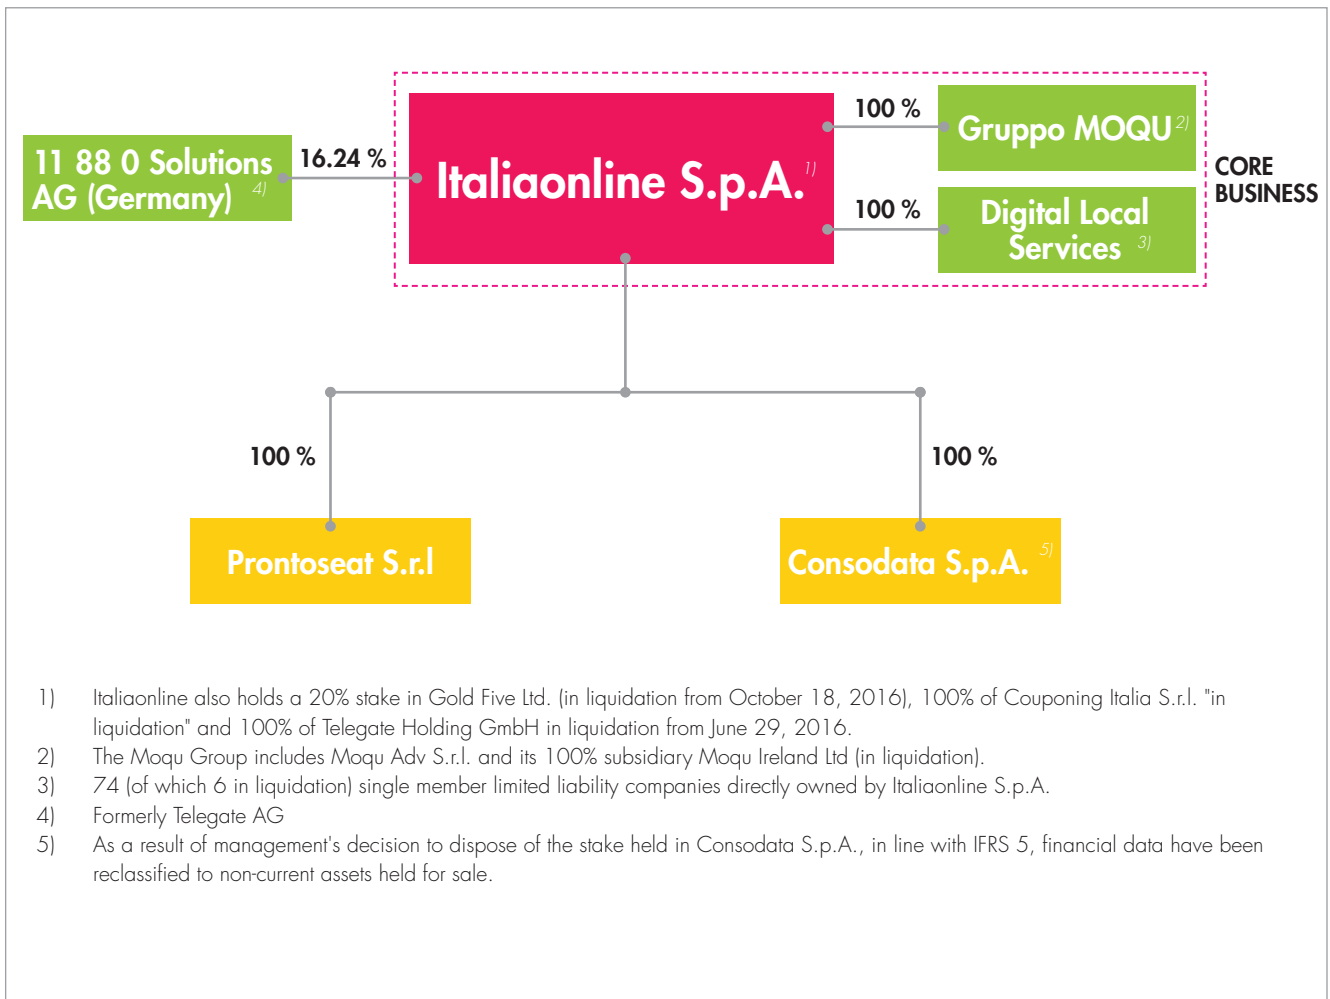 100 %
Gruppo MOQU 2)
11 88 0 Solutions
AG (Germany) 4)
16.24 %
Italiaonline S.p.A. 1)
CORE
BUSINESS
100 %
Digital Local
Services 3)
100 %
100 %
Prontoseat S.r.l
Consodata S.p.A. 5)
1) Italiaonline also holds a 20% stake in Gold Five Ltd. (in liquidation from October 18, 2016), 100% of Couponing Italia S.r.l. "in
liquidation" and 100% of Telegate Holding GmbH in liquidation from June 29, 2016.
2) The Moqu Group includes Moqu Adv S.r.l. and its 100% subsidiary Moqu Ireland Ltd (in liquidation).
3) 74 (of which 6 in liquidation) single member limited liability companies directly owned by Italiaonline S.p.A.
4) Formerly Telegate AG
5) As a result of management's decision to dispose of the stake held in Consodata S.p.A., in line with IFRS 5, financial data have been
reclassified to non-current assets held for sale.